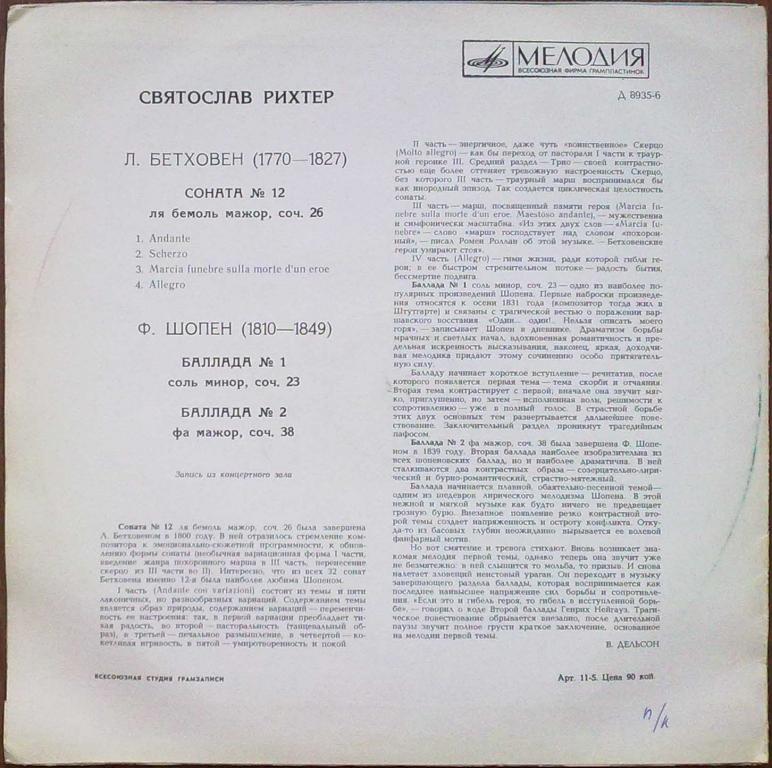 МЕЛОДИЯ
ВСЕСОЮЗНАЯ ФИРМА ГРАМПЛАСТИНОК
Д 8935-6
СВЯТОСЛАВ РИХТЕР
Л. БЕТХОВЕН (1770—1827)
СОНАТА № 12
ля бемоль мажор, соч. 26
1. Andante
2. Scherzo
3. Marcia funebre sulla morte d'un eroe
4. Allegro
Ф. ШОПЕН (1810—1849)
БАЛЛАДА № 1
соль минор, соч. 23
БАЛЛАДА № 2
фа мажор, соч. 38
Запись из концертного зала
Соната № 12 ля бемоль мажор, соч. 26 была завершена
Л. Бетховеном в 1800 году. В ней отразилось стремление ком-
позитора к эмоционально-сюжетной программности, к обнов-
лению формы сонаты (необычная вариационная форма I части,
введение жанра похоронного марша в III часть, перенесение
скерцо из III части во II). Интересно, что из всех 32 сонат
Бетховена именно 12-я была наиболее любима Шопеном.
I часть (Andante con variazioni) состоит из темы и пяти
лаконичных, но разнообразных вариаций. Содержанием темы
является образ природы, содержанием вариаций — переменчи-
вость ее настроения: так, в первой вариации преобладает ти-
хая радость, во второй — пасторальность (танцевальный об-
раз), в третьей — печальное размышление, в четвертой — ко-
кетливая игривость, в пятой — умиротворенность и покой.
II часть — энергичное, даже чуть «воинственное» Скерцо
(Molto allegro) — как бы переход от пасторали I части к траур-
ной героике III. Средний раздел — Трио — своей контрастно-
стью еще более оттеняет тревожную настроенность Скерцо,
без которого III часть — траурный марш воспринимался бы
как инородный эпизод. Так создается циклическая целостность
сонаты.
III часть — марш, посвященный памяти героя (Marcia fu-
nebre sulla morte d'un eroe. Maestoso andante), — мужественна
и симфонически масштабна. «Из этих двух слов — «Marcia fu-
nebre» — слово «марш» господствует над словом «похорон-
ный», — писал Ромен Роллан об этой музыке. — Бетховенские
герои умирают стоя».
IV часть (Allegro) — гимн жизни, ради которой гибли ге-
рои; в ее быстром стремительном потоке — радость бытия,
бессмертие подвига.
Баллада № 1 соль минор, соч. 23 — одно из наиболее по-
пулярных произведений Шопена. Первые наброски произведе-
ния относятся к осени 1831 года (композитор тогда жил в
Штутгарте) и связаны с трагической вестью о поражении вар-
шавского восстания «Один... один!.. Нельзя описать моего
горя», — записывает Шопен в дневнике. Драматизм борьбы
мрачных и светлых начал, вдохновенная романтичность и пре-
дельная искренность высказывания, наконец, яркая, доходчи-
вая мелодика придают этому сочинению особо притягатель-
ную силу.
Балладу начинает короткое вступление — речитатив, после
которого появляется первая тема — тема скорби и отчаяния.
Вторая тема контрастирует с первой; вначале она звучит мяг-
ко, приглушенно, но затем — исполненная воли, решимости к
сопротивлению — уже в полный голос. В страстной борьбе
этих двух основных тем развертывается дальнейшее пове-
ствование. Заключительный раздел проникнут трагедийным
пафосом.
Баллада № 2 фа мажор, соч. 38 была завершена Ф. Шопе-
ном в 1839 году. Вторая баллада наиболее изобразительна из
всех шопеновских баллад, но и наиболее драматична. В ней
сталкиваются два контрастных образа — созерцательно-лири-
ческий и бурно-романтический, страстно-мятежный.
Баллада начинается плавной, обаятельно-песенной темой —
одним из шедевров лирического мелодизма Шопена. В этой
нежной и мягкой музыке как будто ничего не предвещает
грозную бурю. Внезапное появление резко контрастной вто-
рой темы создает напряженность и остроту конфликта. Отку-
да-то из басовых глубин неожиданно вырывается ее волевой
фанфарный мотив.
Но вот смятение и тревога стихают. Вновь возникает зна-
комая мелодия первой темы, однако теперь она звучит уже
не безмятежно: в ней слышится то мольба, то призыв. И снова
налетает зловещий неистовый ураган. Он переходит в музыку
завершающего раздела баллады, которая воспринимается как
последнее наивысшее напряжение сил борьбы и сопротивле-
ния. «Если это и гибель героя, то гибель в исступленной борь-
бе», — говорил о коде Второй баллады Генрих Нейгауз. Траги-
ческое повествование обрывается внезапно, после длительной
паузы звучит полное грусти краткое заключение, основанное
на мелодии первой темы.
В. ДЕЛЬСОН
ВСЕСОЮЗНАЯ СТУДИЯ ГРАМЗАПИСИ
Арт. 11-5. Цена 90 коп.
п/к